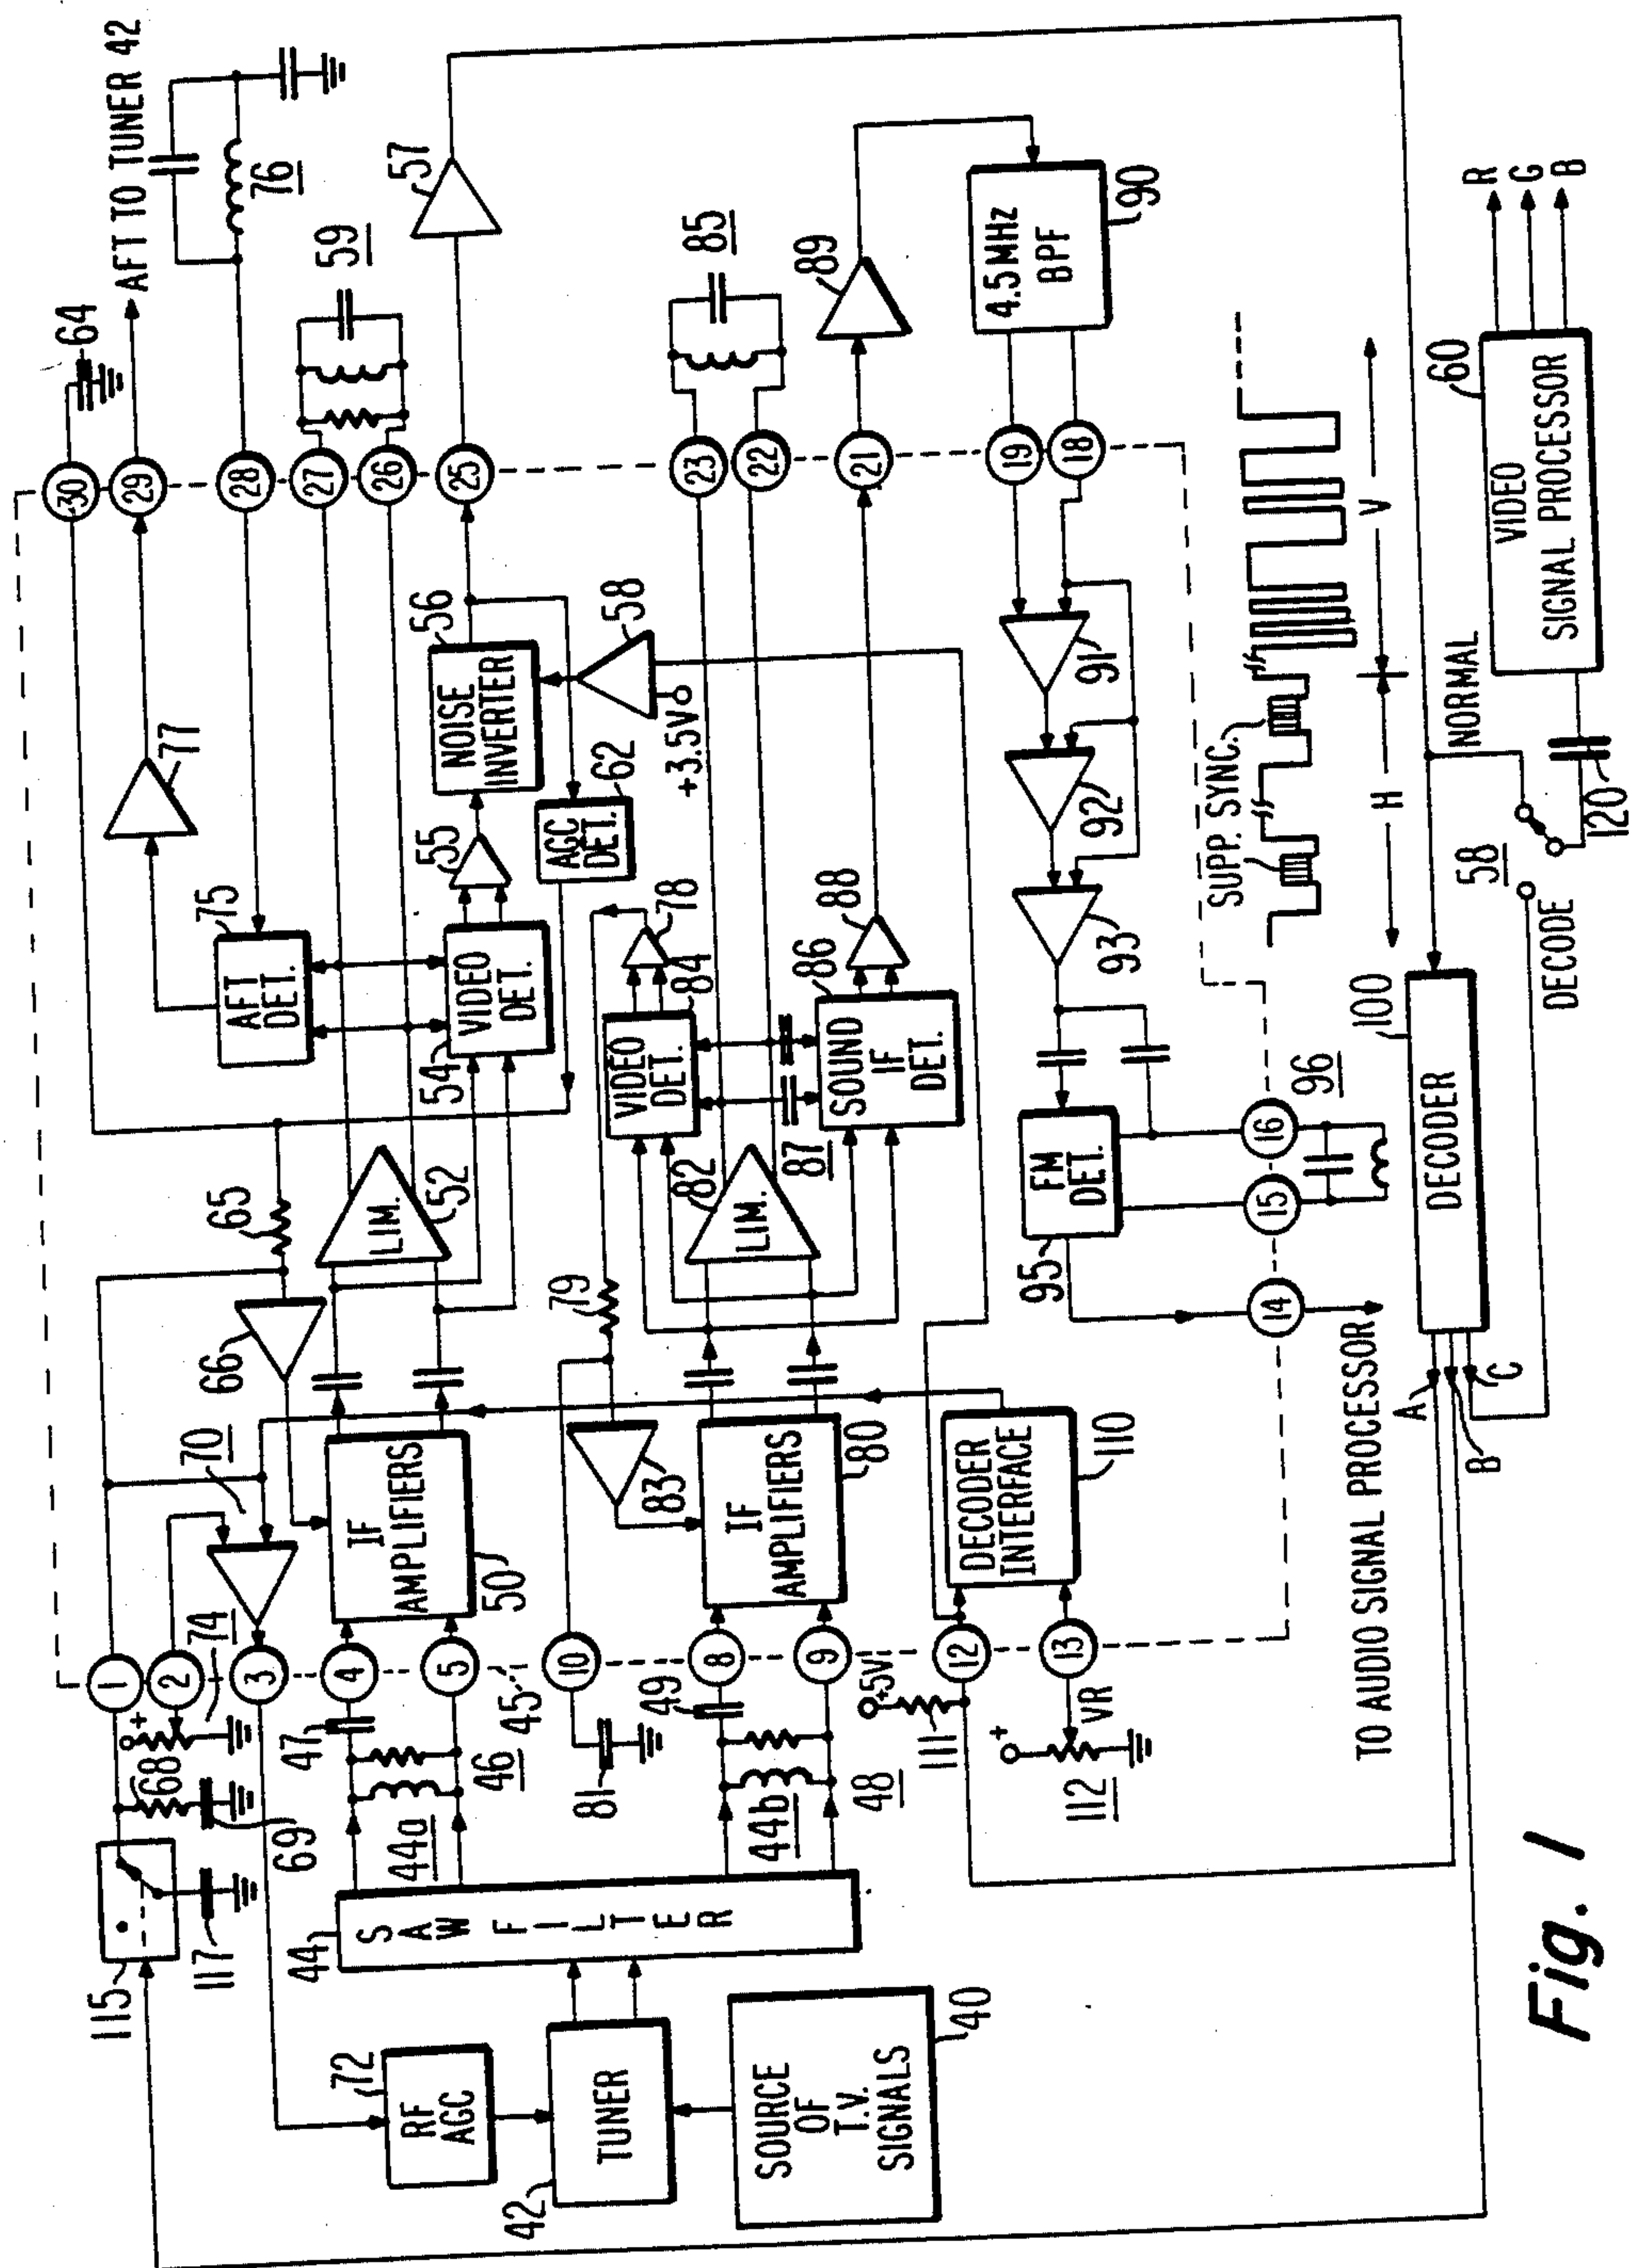 115
117
69
68
+
74
1
2
3
70
66
65
64
30
29
AFT TO TUNER 42
76
28
77
75
AFT
DET.
27
59
26
72
RF
AGC
42
TUNER
SOURCE
OF
T.V.
SIGNALS
40
44
SAW
FILTER
44a
46
47
4
5
45
IF
AMPLIFIERS
50
LIM.
52
54
VIDEO
DET.
55
NOISE
INVERTER
56
58
+3.5V
AGC
DET.
62
25
57
81
10
79
78
83
44b
48
49
8
9
IF
AMPLIFIERS
80
LIM.
82
VIDEO
DET.
84
87
SOUND
IF
DET.
86
88
23
22
85
21
89
4.5MHz
BPF
90
19
18
91
92
93
+5V
111
12
13
VR
+
112
DECODER
INTERFACE
110
FM
DET.
95
14
15
16
96
TO AUDIO SIGNAL PROCESSOR
SUPP. SYNC.
H
V
DECODER
100
A
B
C
NORMAL
58
DECODE
120
VIDEO
SIGNAL PROCESSOR
60
R
G
B
Fig. 1